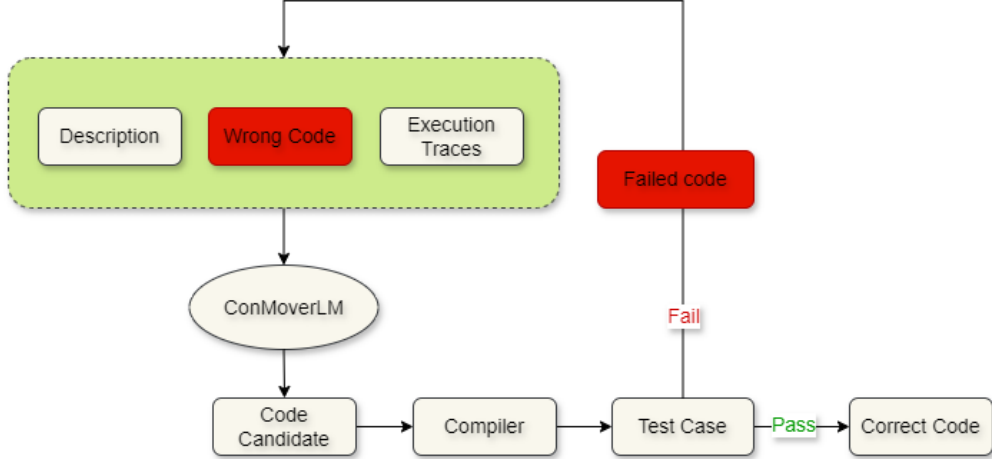 Description
Wrong Code
Execution
Traces
Failed code
ConMoverLM
Fail
Code
Candidate
Compiler
Test Case
Pass
Correct Code